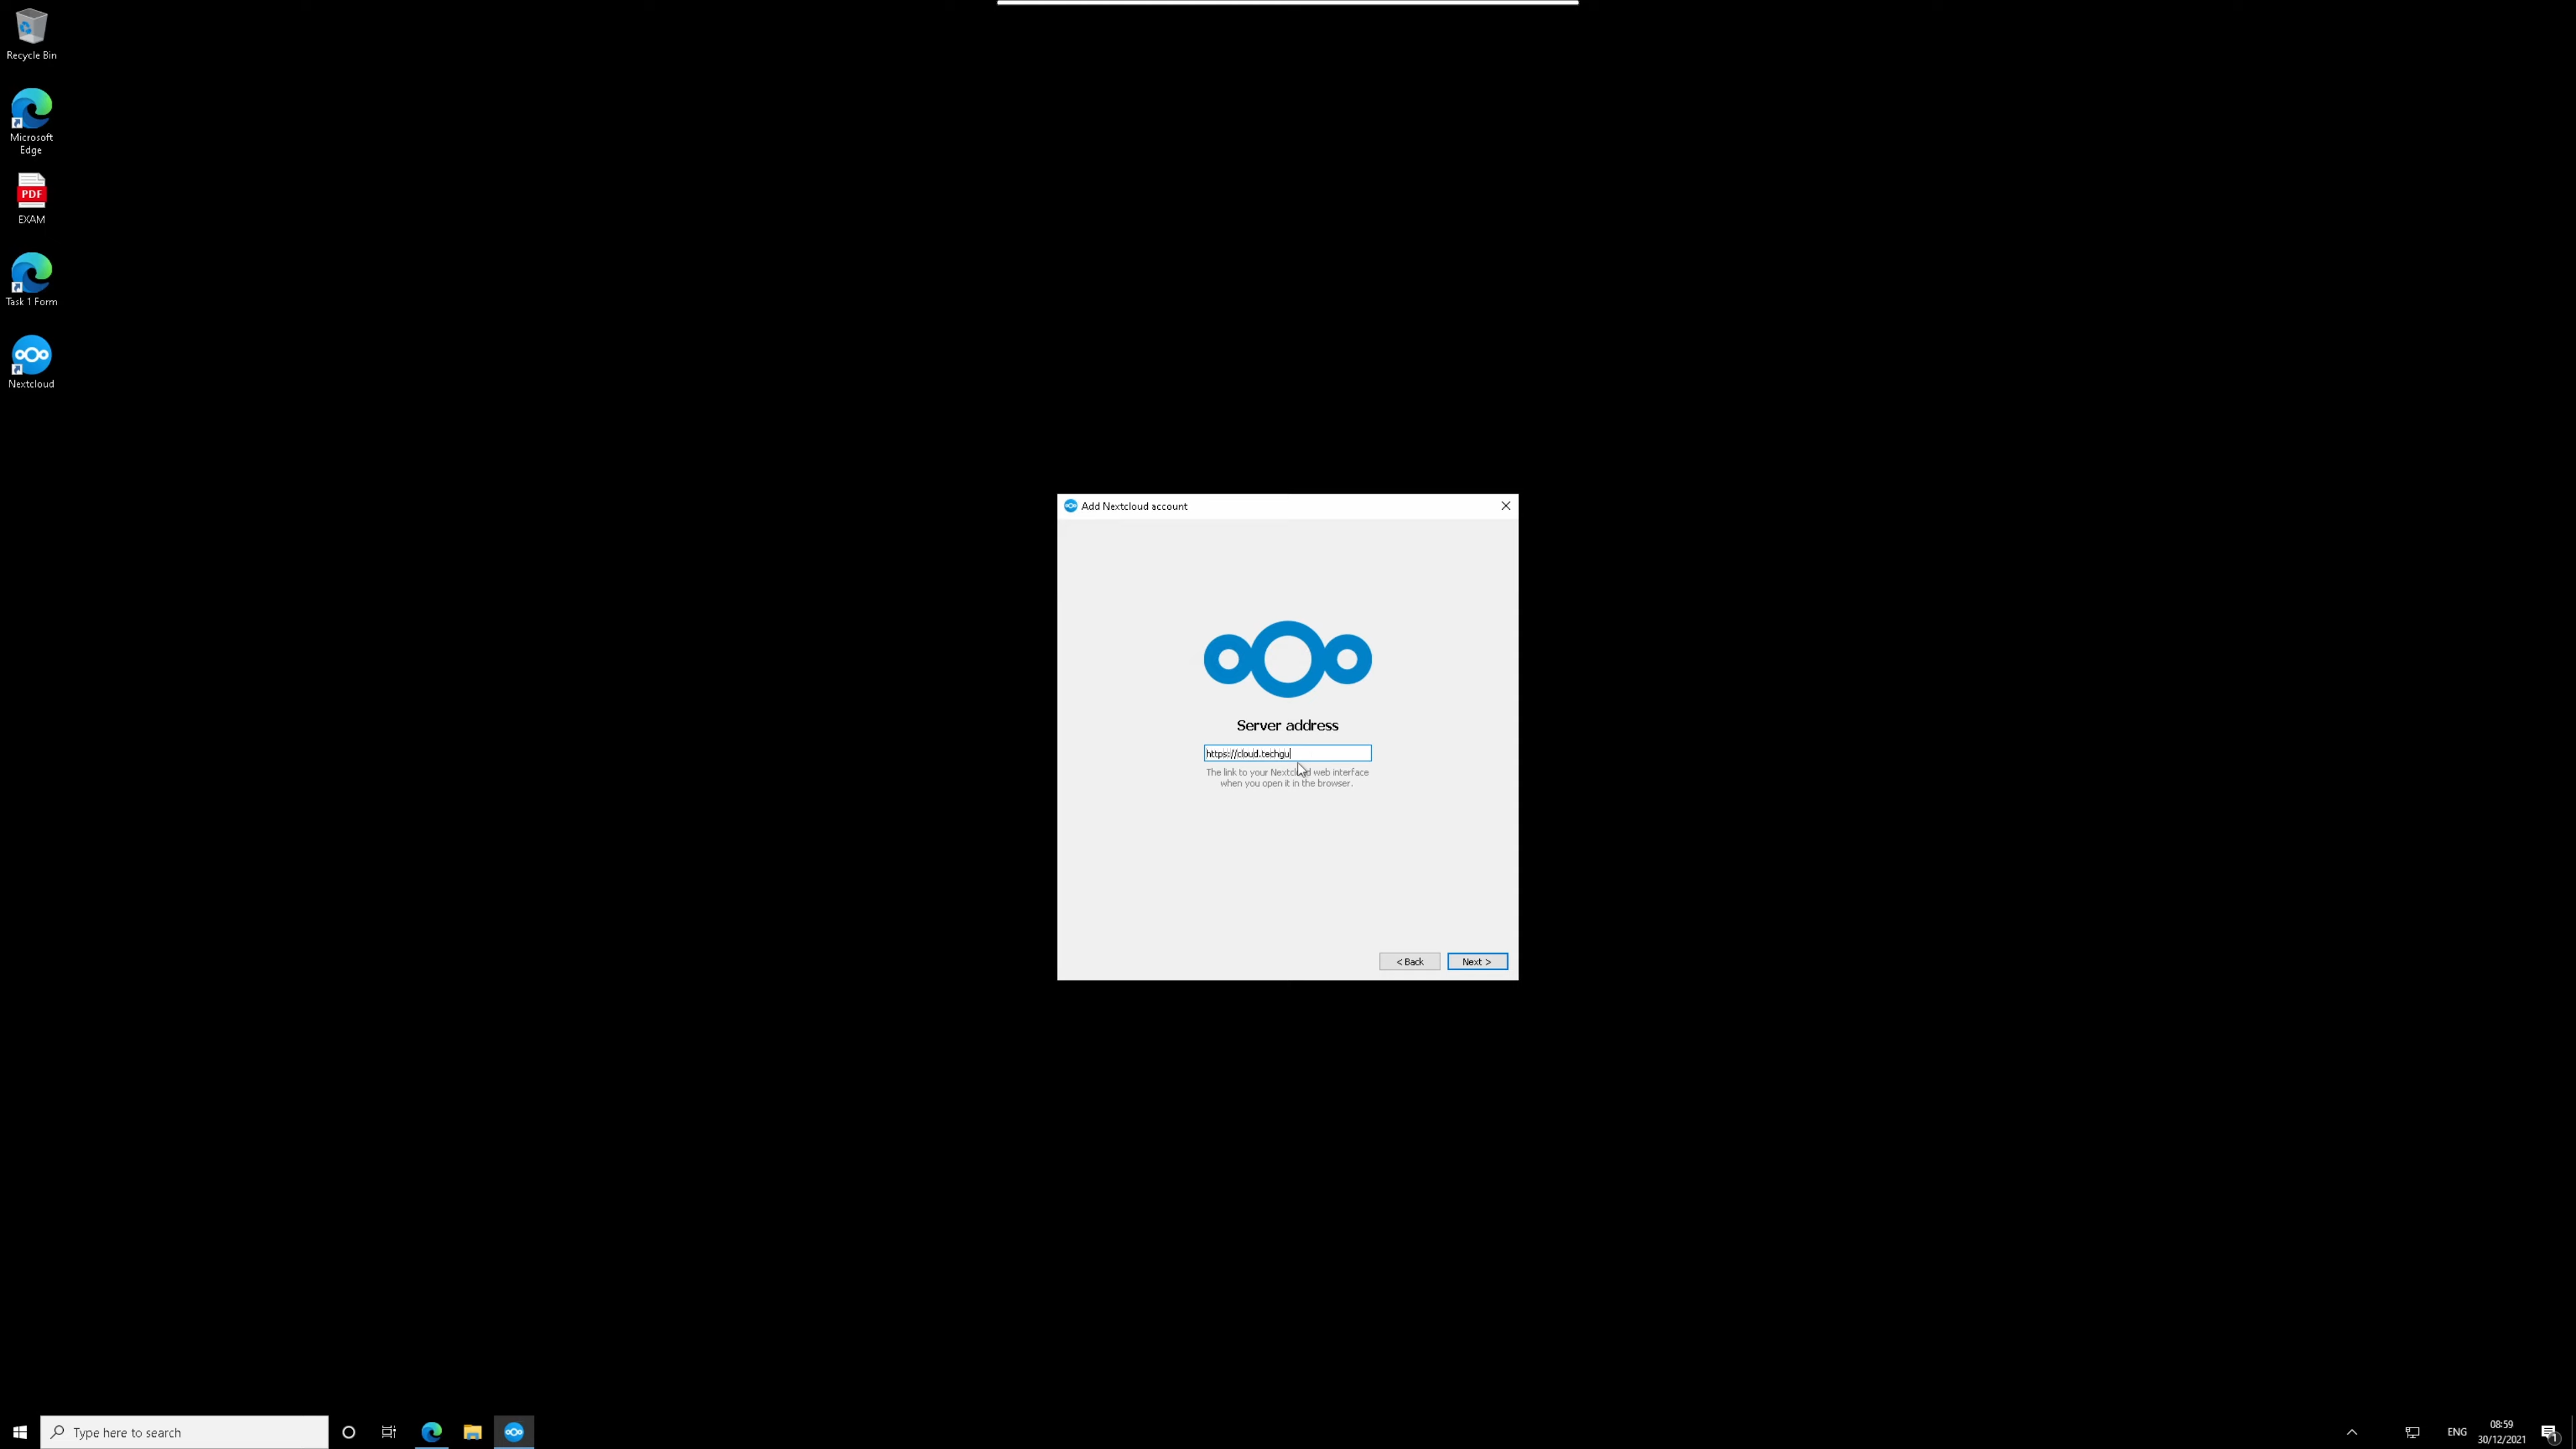 Recycle Bin
Microsoft
Edge
PDF
EXAM
Task 1 Form
Nextcloud
Add Nextcloud account
Server address
https://cloud.techgu
The link to your Nextcloud web interface
when you open it in the browser.
< Back
Next >
Type here to search
ENG
08:59
30/12/2021
1